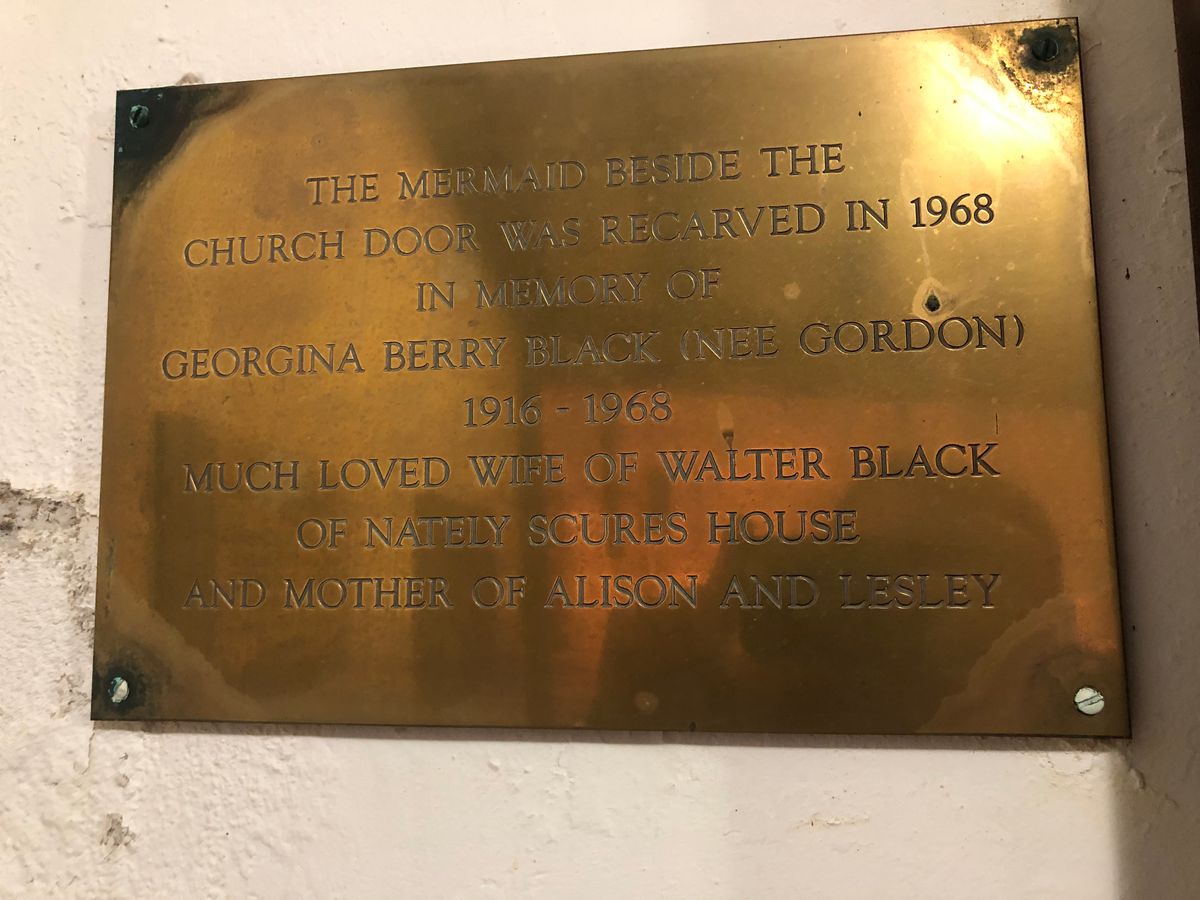 THE MERMAID BESIDE THE
CHURCH DOOR WAS RECARVED IN 1968
IN MEMORY OF
GEORGINA BERRY BLACK (NEE GORDON)
1916 - 1968
MUCH LOVED WIFE OF WALTER BLACK
OF NATELY SCURES HOUSE
AND MOTHER OF ALISON AND LESLEY